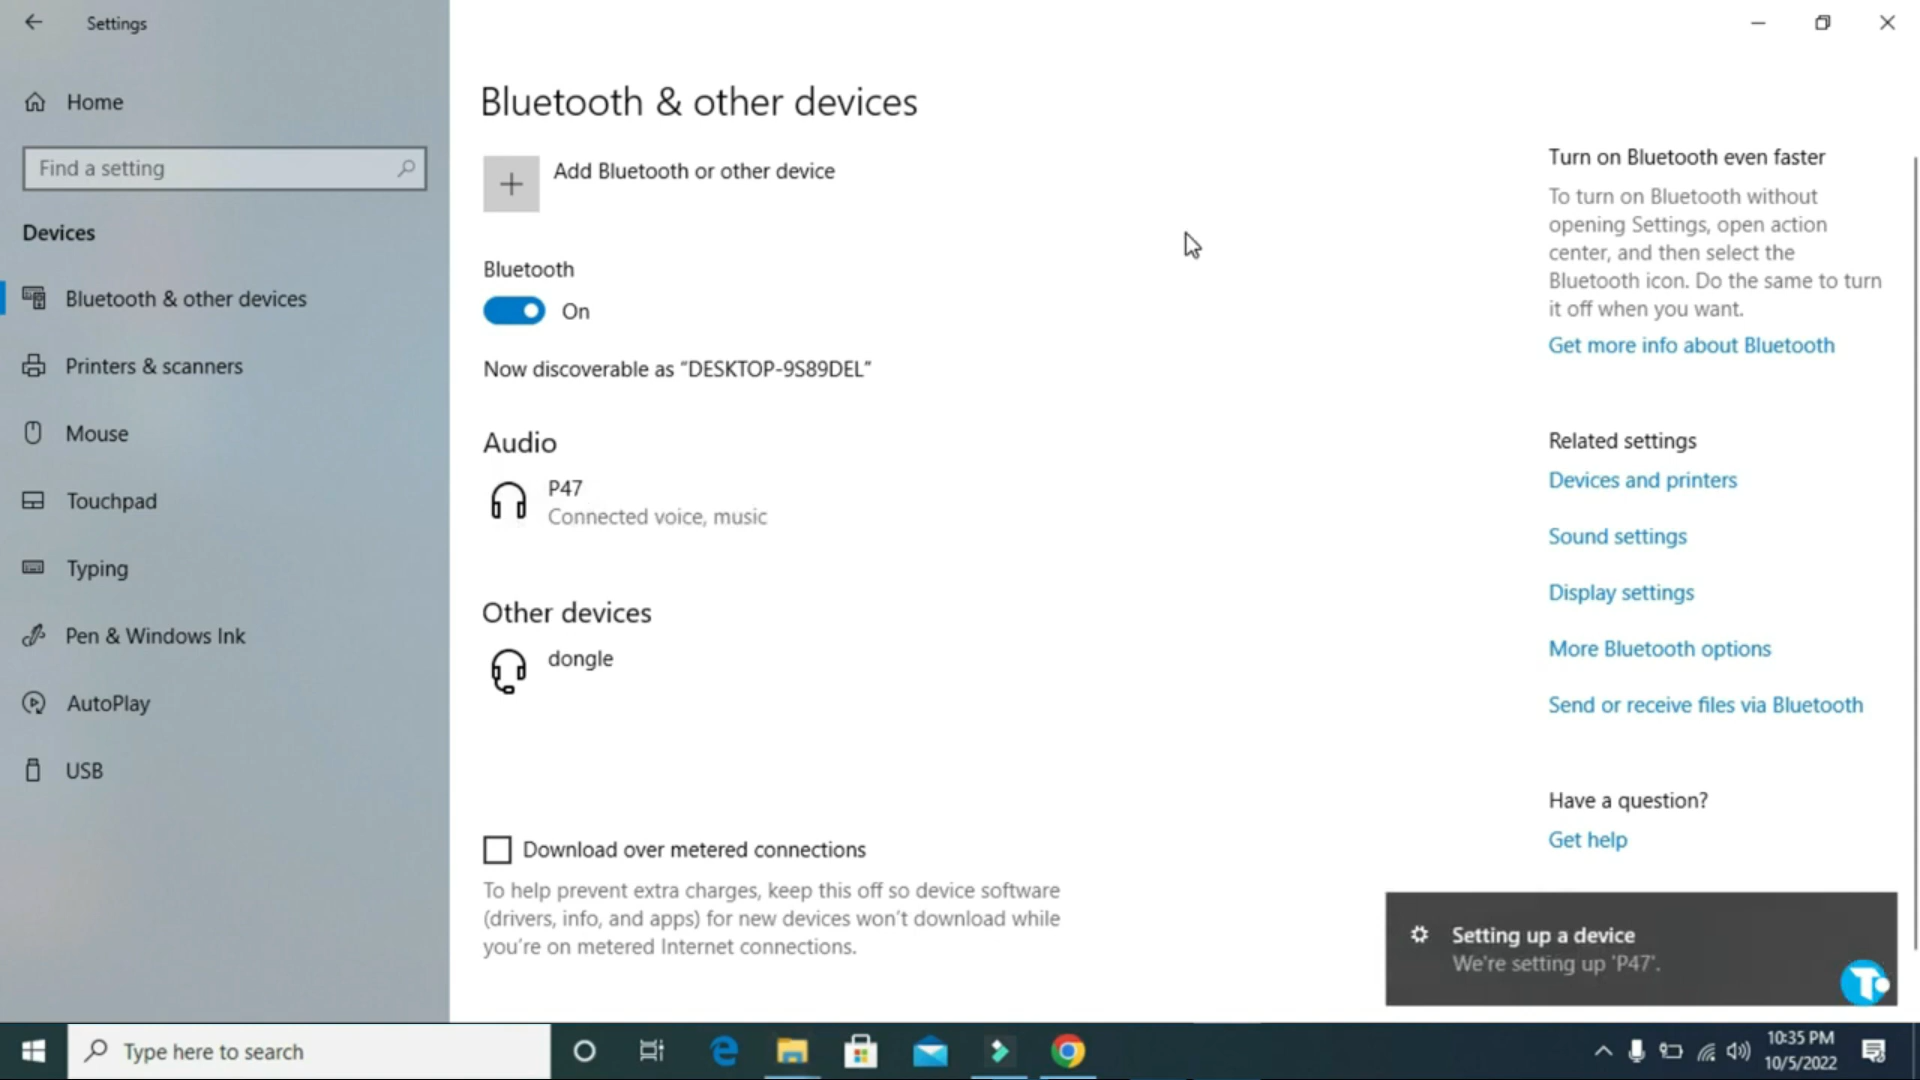 Settings
Home
Find a setting
Devices
Bluetooth & other devices
Printers & scanners
Mouse
Touchpad
Typing
Pen & Windows Ink
AutoPlay
USB
Bluetooth & other devices
Add Bluetooth or other device
Bluetooth
On
Now discoverable as “DESKTOP-9S89DEL”
Audio
P47
Connected voice, music
Other devices
dongle
Download over metered connections
To help prevent extra charges, keep this off so device software
(drivers, info, and apps) for new devices won’t download while
you’re on metered Internet connections.
Turn on Bluetooth even faster
To turn on Bluetooth without
opening Settings, open action
center, and then select the
Bluetooth icon. Do the same to turn
it off when you want.
Get more info about Bluetooth
Related settings
Devices and printers
Sound settings
Display settings
More Bluetooth options
Send or receive files via Bluetooth
Have a question?
Get help
Setting up a device
We're setting up 'P47'.
Type here to search
10:35 PM
10/5/2022